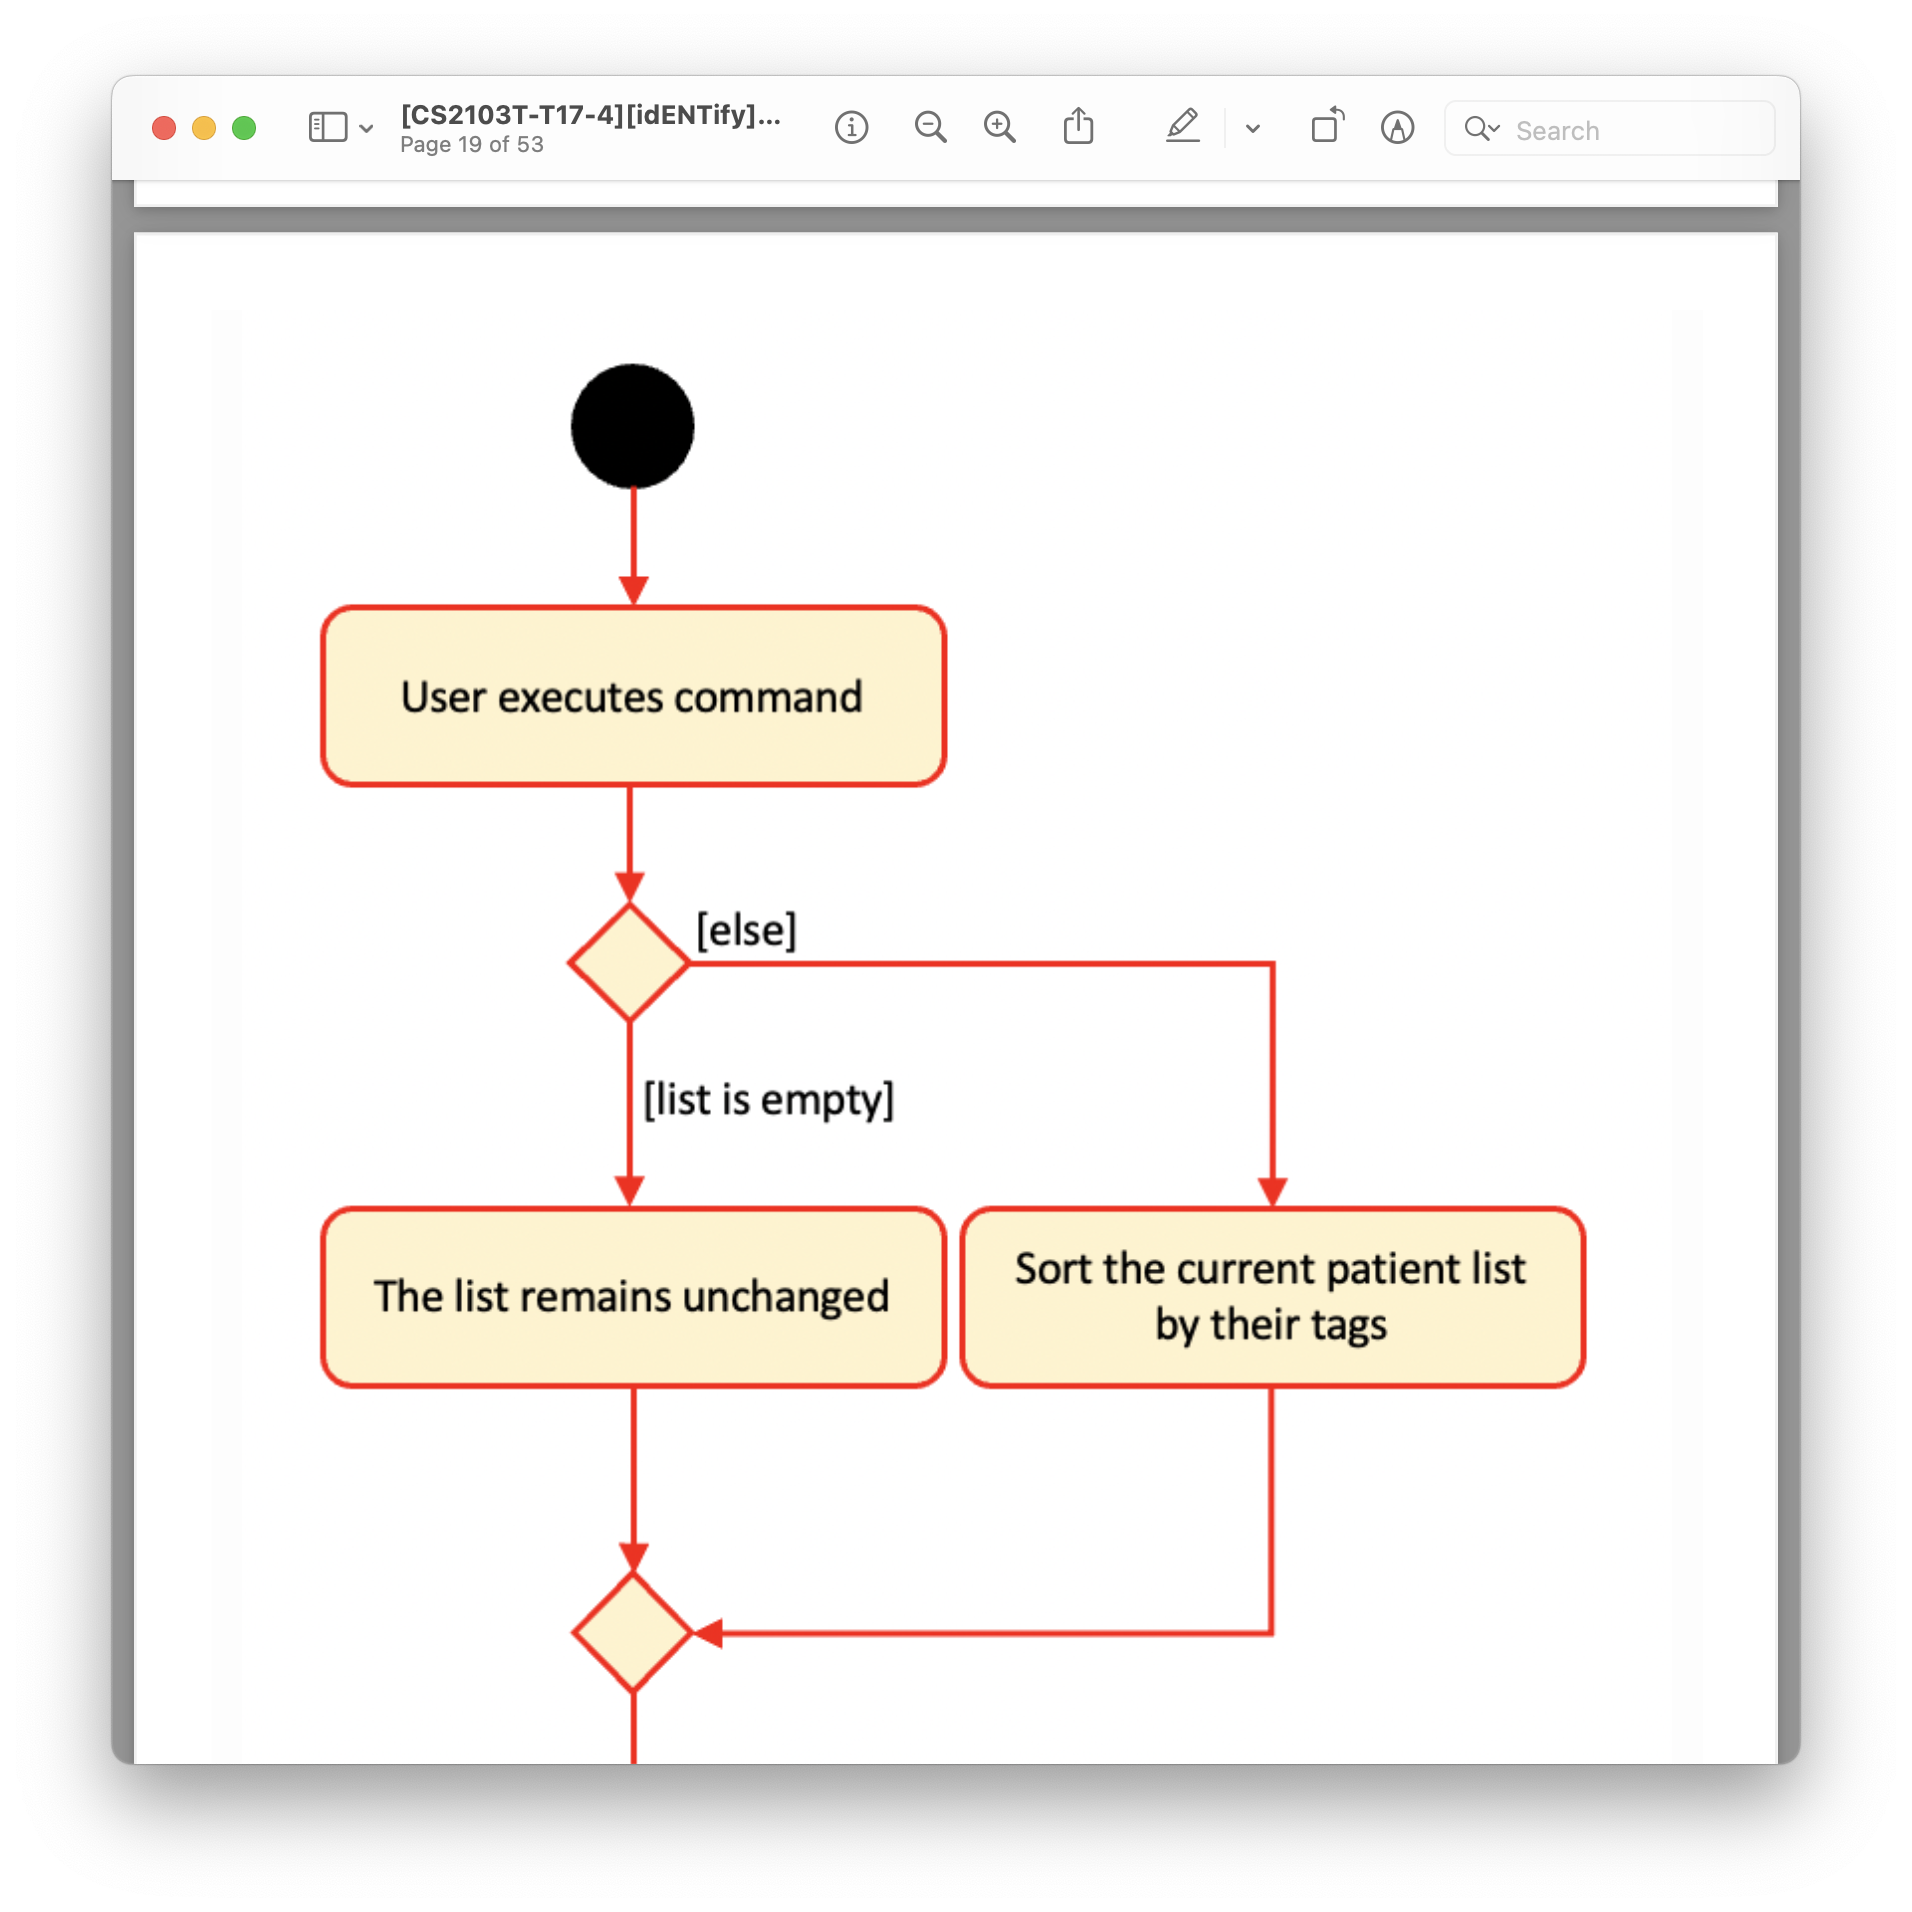 [CS2103T-T17-4][idENTify]...
Page 19 of 53
Search
User executes command
[else]
[list is empty]
The list remains unchanged
Sort the current patient list
by their tags